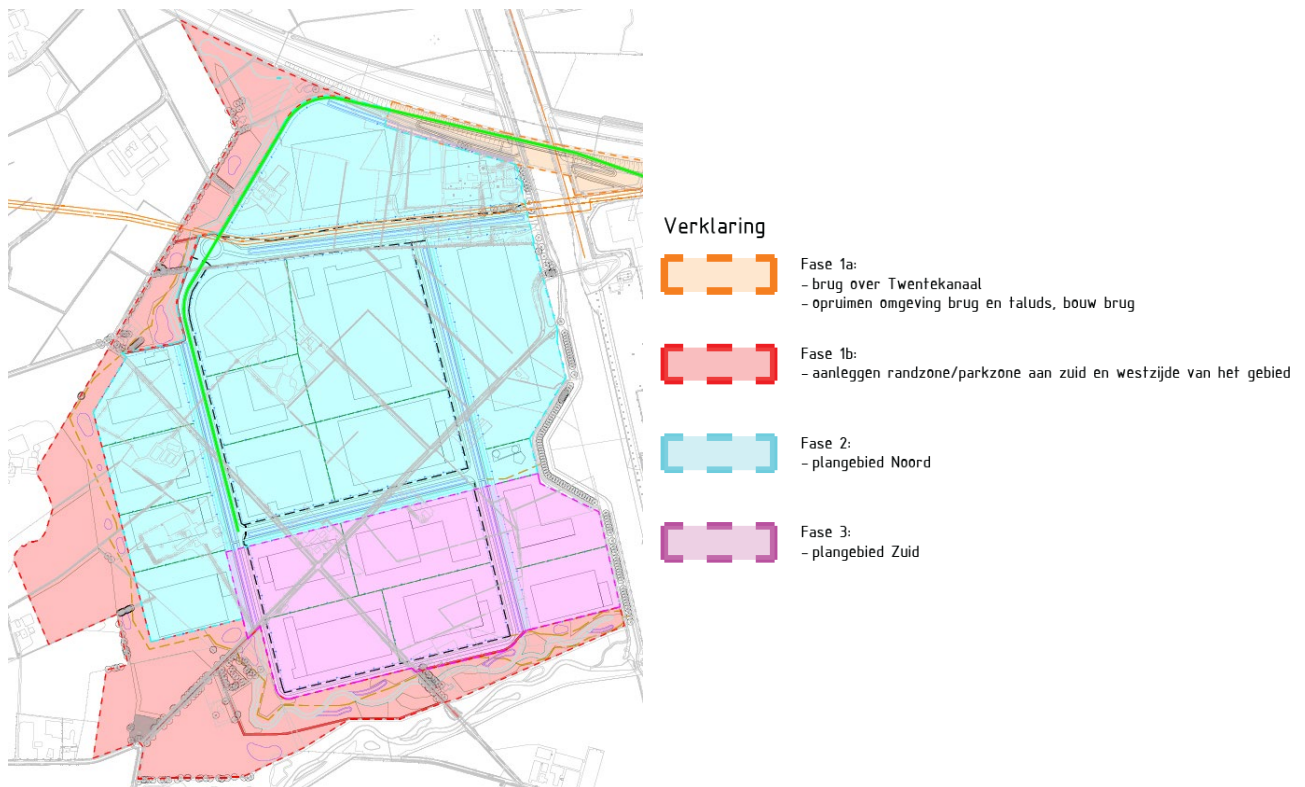 Verklaring
Fase 1a:
- brug over Twentekanaal
- opruimen omgeving brug en taluds, bouw brug
Fase 1b:
- aanleggen randzone/parkzone aan zuid en westzijde van het gebied
Fase 2:
- plangebied Noord
Fase 3:
- plangebied Zuid